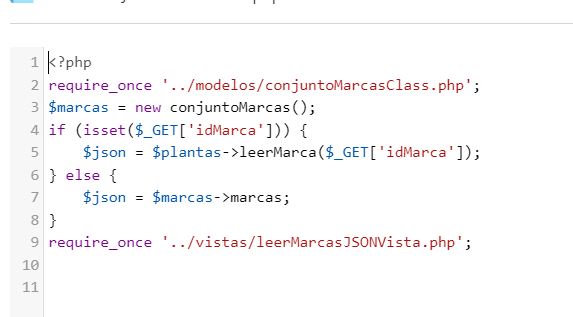 1 <?php
2 require_once '../modelos/conjuntoMarcasClass.php';
3 $marcas = new conjuntoMarcas();
4 if (isset($_GET['idMarca'])) {
5     $json = $plantas->leerMarca($_GET['idMarca']);
6 } else {
7     $json = $marcas->marcas;
8 }
9 require_once '../vistas/leerMarcasJSONVista.php';
10
11